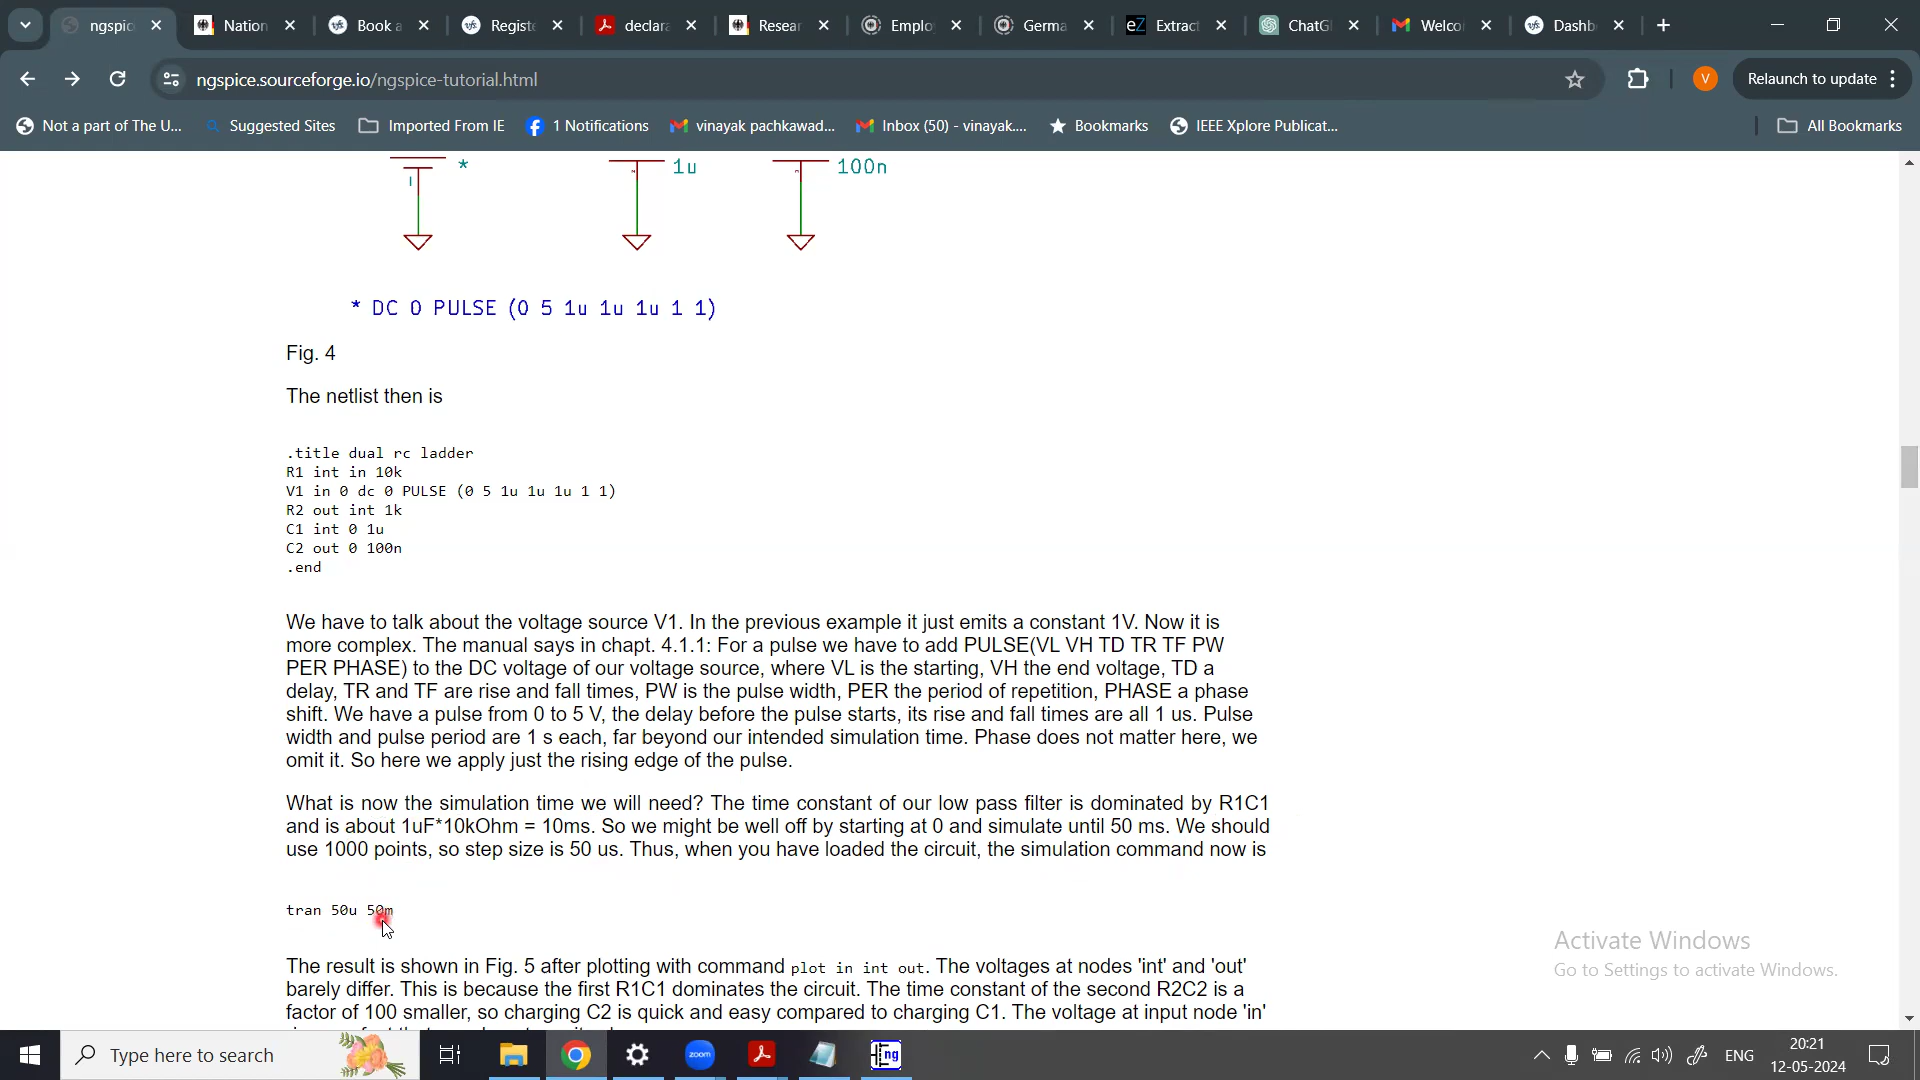 ngspic
Nation
Book a
Registe
declara
Resear
Emplo
Germa
eZ Extract
ChatG
Welco
Dashb
ngspice.sourceforge.io/ngspice-tutorial.html
V
Relaunch to update
Not a part of The U...
Suggested Sites
Imported From IE
1 Notifications
vinayak pachkawad...
Inbox (50) - vinayak....
Bookmarks
IEEE Xplore Publicat...
All Bookmarks
* 1u 100n
* DC 0 PULSE (0 5 1u 1u 1u 1 1)
Fig. 4
The netlist then is
.title dual rc ladder
R1 int in 10k
V1 in 0 dc 0 PULSE (0 5 1u 1u 1u 1 1)
R2 out int 1k
C1 int 0 1u
C2 out 0 100n
.end
We have to talk about the voltage source V1. In the previous example it just emits a constant 1V. Now it is
more complex. The manual says in chapt. 4.1.1: For a pulse we have to add PULSE(VL VH TD TR TF PW
PER PHASE) to the DC voltage of our voltage source, where VL is the starting, VH the end voltage, TD a
delay, TR and TF are rise and fall times, PW is the pulse width, PER the period of repetition, PHASE a phase
shift. We have a pulse from 0 to 5 V, the delay before the pulse starts, its rise and fall times are all 1 us. Pulse
width and pulse period are 1 s each, far beyond our intended simulation time. Phase does not matter here, we
omit it. So here we apply just the rising edge of the pulse.
What is now the simulation time we will need? The time constant of our low pass filter is dominated by R1C1
and is about 1uF*10kOhm = 10ms. So we might be well off by starting at 0 and simulate until 50 ms. We should
use 1000 points, so step size is 50 us. Thus, when you have loaded the circuit, the simulation command now is
tran 50u 50m
Activate Windows
Go to Settings to activate Windows.
The result is shown in Fig. 5 after plotting with command plot in int out. The voltages at nodes 'int' and 'out'
barely differ. This is because the first R1C1 dominates the circuit. The time constant of the second R2C2 is a
factor of 100 smaller, so charging C2 is quick and easy compared to charging C1. The voltage at input node 'in'
Type here to search
zoom
ng
ENG
20:21
12-05-2024